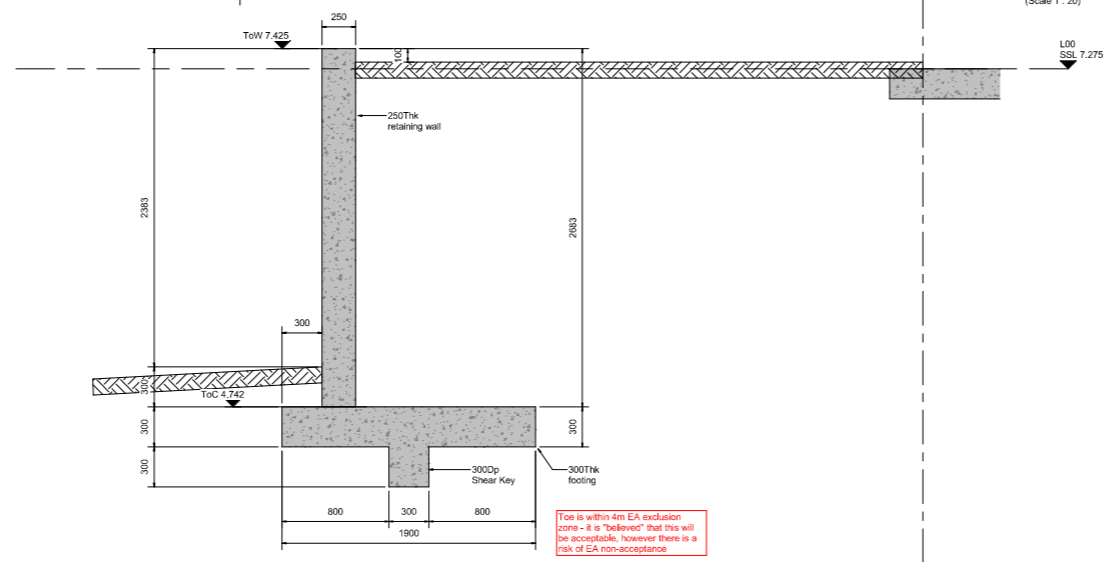 (Scale 1 : 20)
250
ToW 7.425
100
L00
SSL 7.275
250Thk
retaining wall
2383
2683
300
300
ToC 4.742
300
300
300
300Dp
Shear Key
300Thk
footing
800
300
800
1900
Toe is within 4m EA exclusion
zone - it is "believed" that this will
be acceptable, however there is a
risk of EA non-acceptance